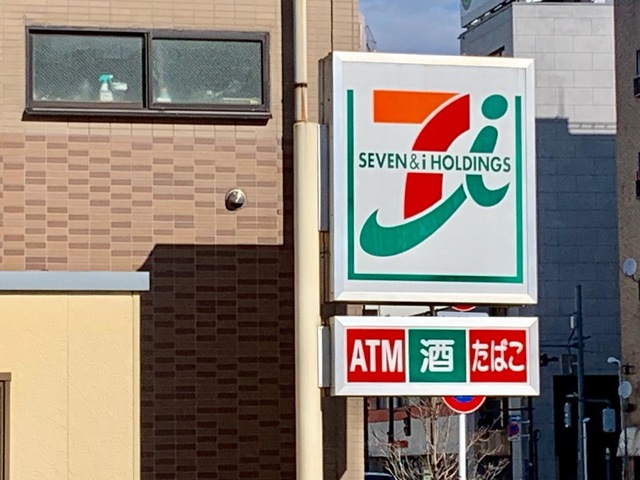 SEVEN & i HOLDINGS
ATM 酒 たばこ